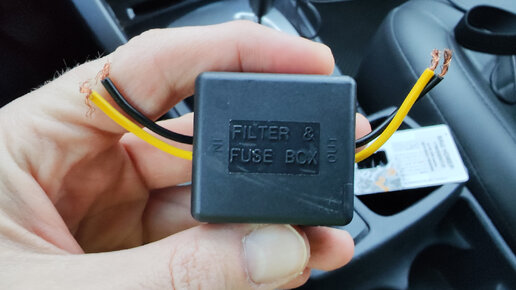 FILTER &
FUSE BOX
IN
OUT